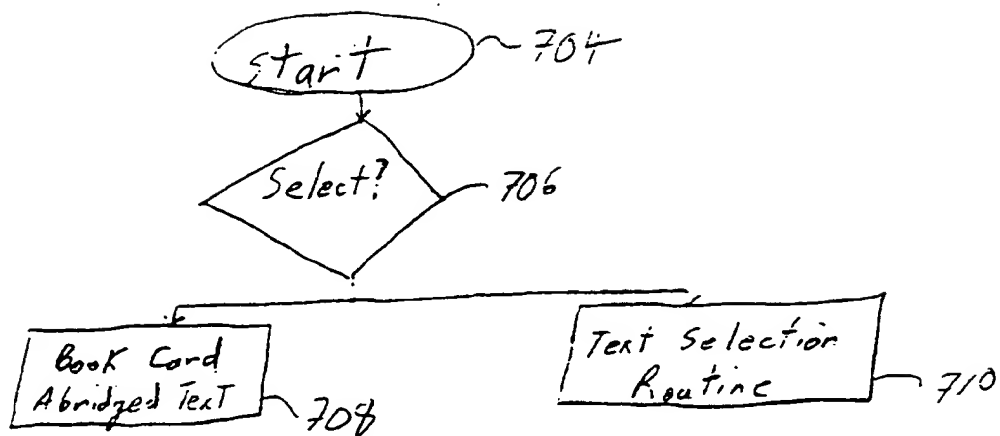 start
704
Select?
706
Book Card
Abridged Text
708
Text Selection
Routine
710